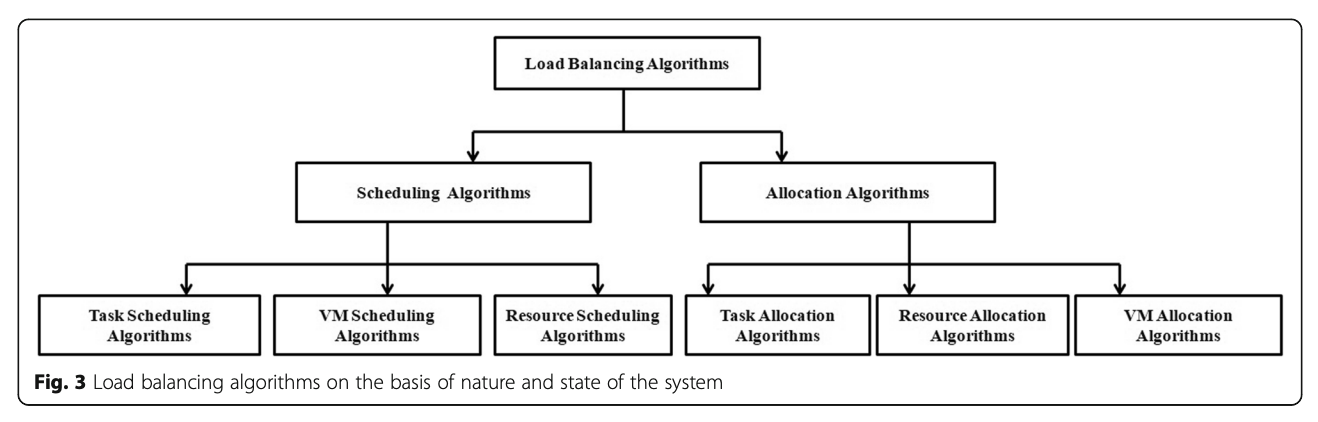 Load Balancing Algorithms
Scheduling Algorithms
Allocation Algorithms
Task Scheduling
Algorithms
VM Scheduling
Algorithms
Resource Scheduling
Algorithms
Task Allocation
Algorithms
Resource Allocation
Algorithms
VM Allocation
Algorithms
Fig. 3 Load balancing algorithms on the basis of nature and state of the system